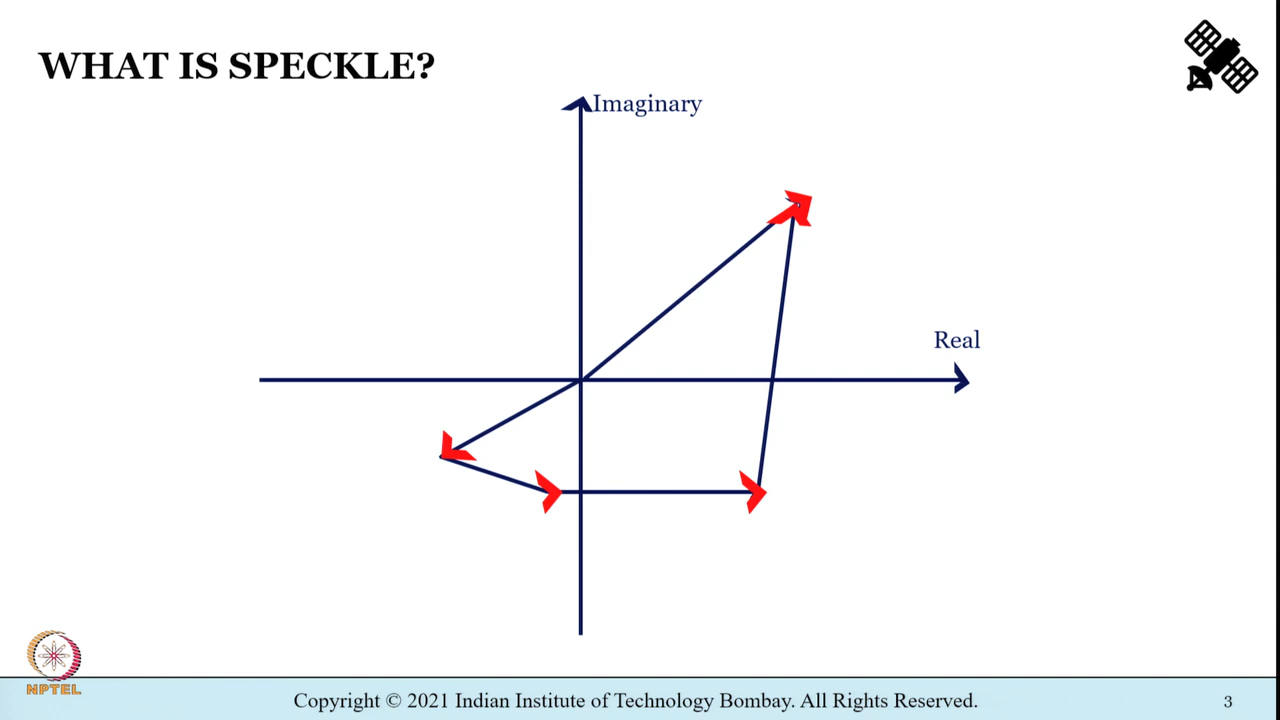 WHAT IS SPECKLE?
Imaginary
Real
NPTEL
Copyright © 2021 Indian Institute of Technology Bombay. All Rights Reserved.
3